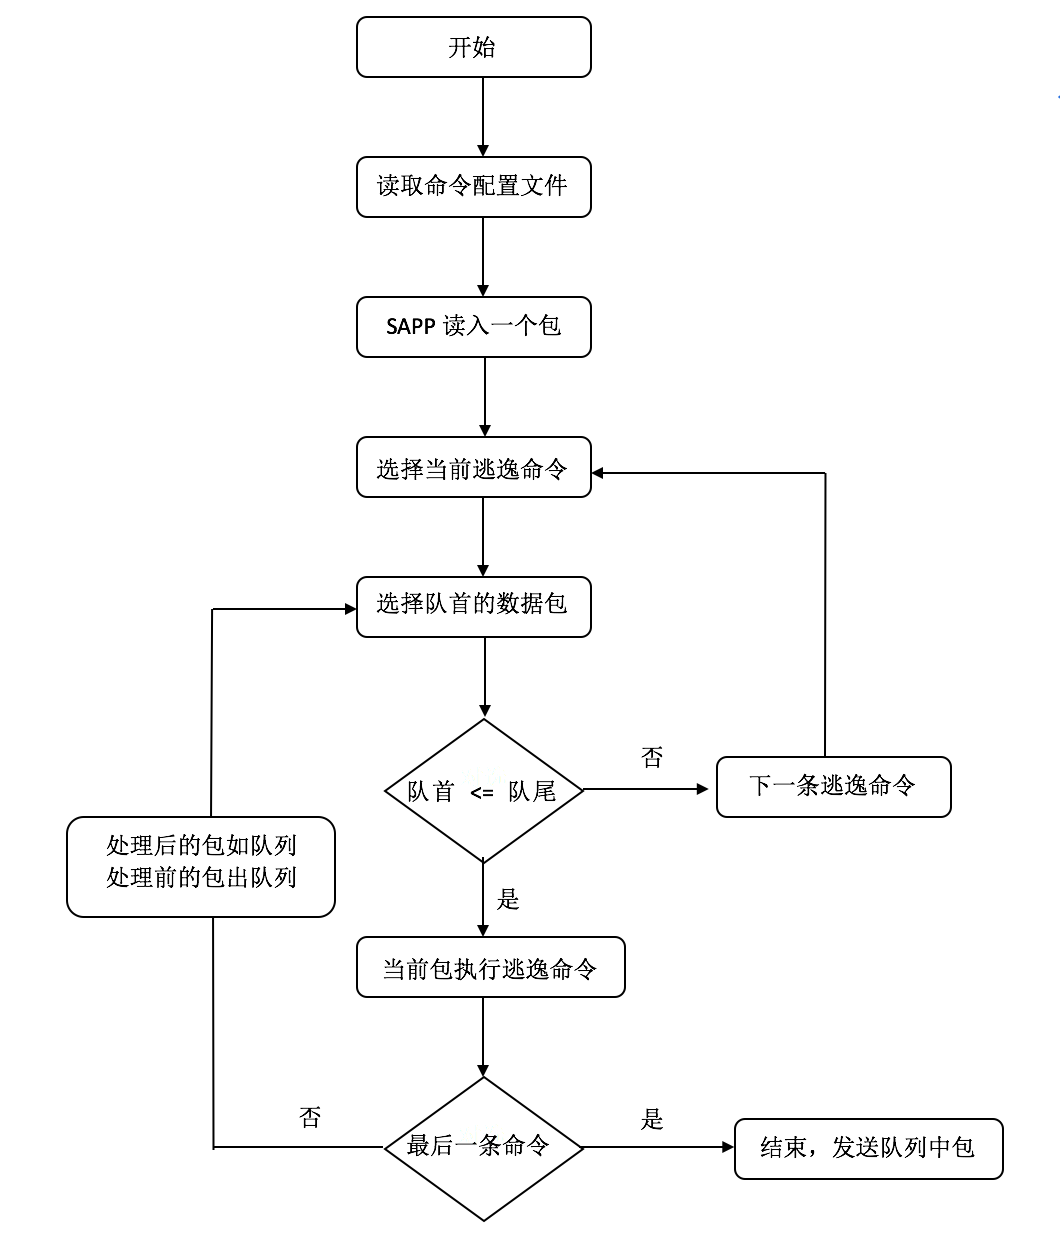 开始
读取命令配置文件
SAPP 读入一个包
选择当前逃逸命令
选择队首的数据包
否
队首 <= 队尾
下一条逃逸命令
处理后的包如队列
处理前的包出队列
是
当前包执行逃逸命令
否
是
最后一条命令
结束，发送队列中包